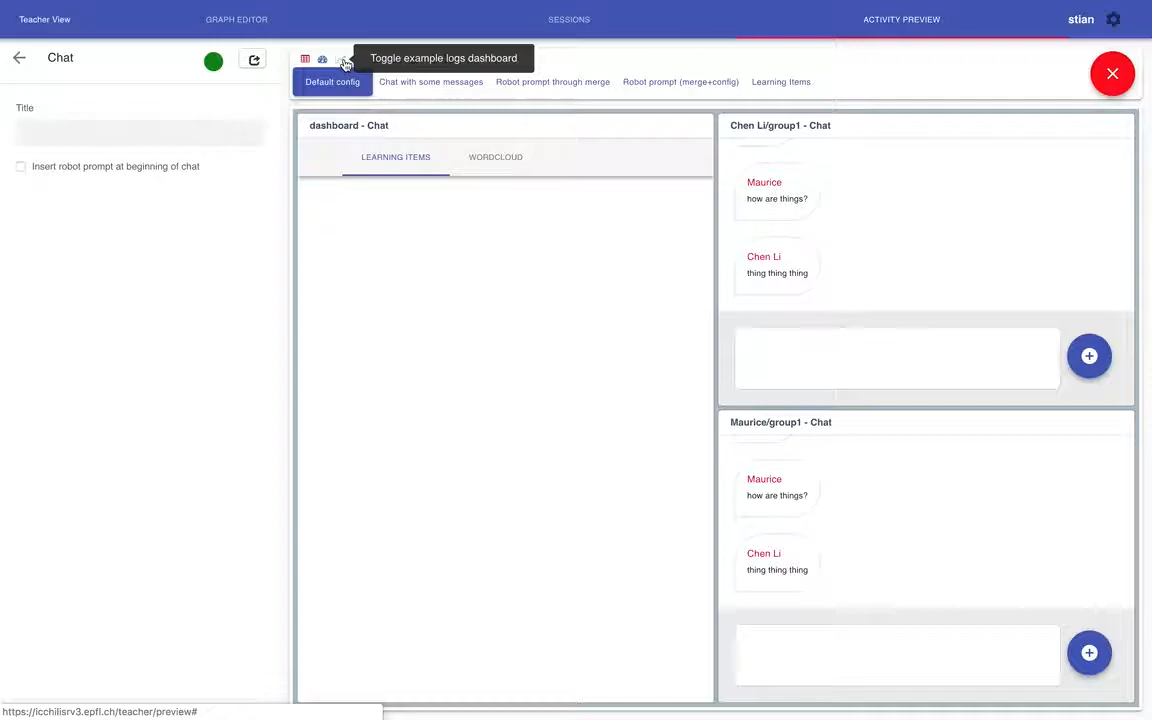 Teacher View
GRAPH EDITOR
SESSIONS
ACTIVITY PREVIEW
stian
Chat
Toggle example logs dashboard
Default config
Chat with some messages
Robot prompt through merge
Robot prompt (merge+config)
Learning Items
Title
Insert robot prompt at beginning of chat
dashboard - Chat
LEARNING ITEMS
WORDCLOUD
Chen Li/group1 - Chat
Maurice
how are things?
Chen Li
thing thing thing
Maurice/group1 - Chat
Maurice
how are things?
Chen Li
thing thing thing
https://icchilisrv3.epfl.ch/teacher/preview#